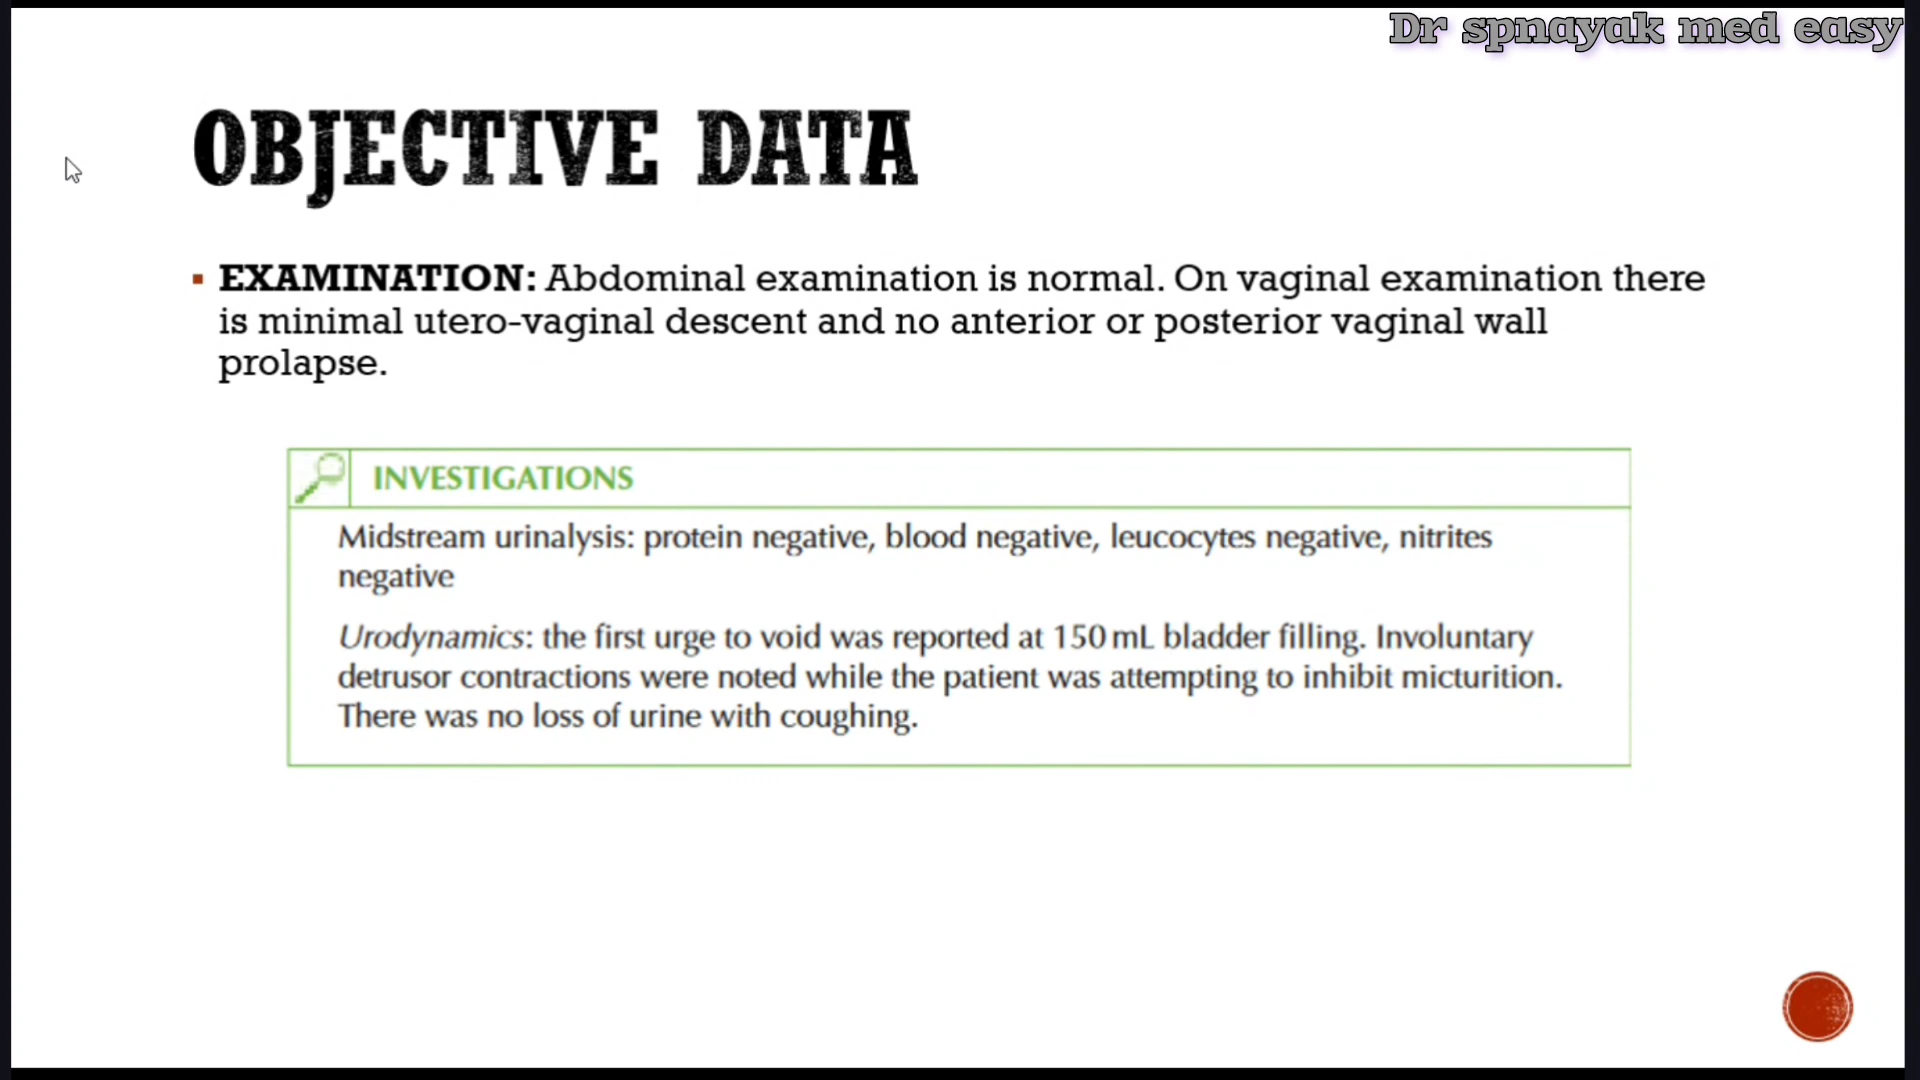 Dr spnayak med easy
OBJECTIVE DATA
▪ EXAMINATION: Abdominal examination is normal. On vaginal examination there
is minimal utero-vaginal descent and no anterior or posterior vaginal wall
prolapse.
INVESTIGATIONS
Midstream urinalysis: protein negative, blood negative, leucocytes negative, nitrites
negative
Urodynamics: the first urge to void was reported at 150 mL bladder filling. Involuntary
detrusor contractions were noted while the patient was attempting to inhibit micturition.
There was no loss of urine with coughing.